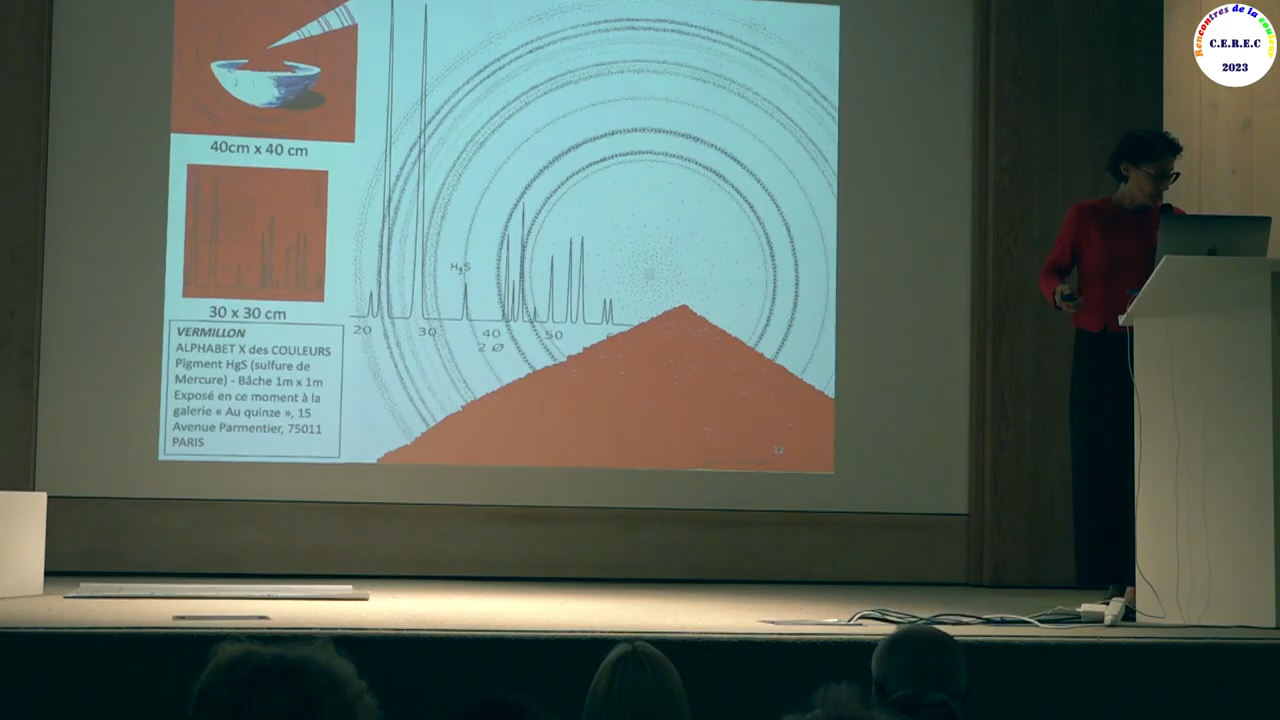 Rencontres de la couleur
C.E.R.E.C
2023
40cm x 40 cm
30 x 30 cm
VERMILLON
ALPHABET X des COULEURS
Pigment HgS (sulfure de
Mercure) - Bâche 1m x 1m
Exposé en ce moment à la
galerie « Au quinze », 15
Avenue Parmentier, 75011
PARIS
HgS
20 30 40 50
2 Ø
12